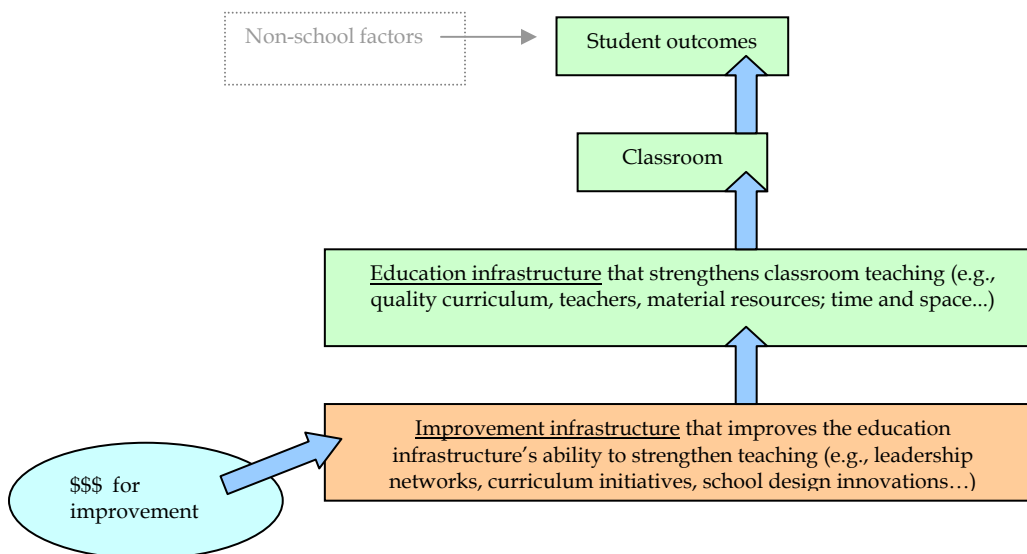 Non-school factors
Student outcomes
Classroom
Education infrastructure that strengthens classroom teaching (e.g.,
quality curriculum, teachers, material resources; time and space...)
Improvement infrastructure that improves the education
infrastructure’s ability to strengthen teaching (e.g., leadership
networks, curriculum initiatives, school design innovations…)
$$$ for
improvement